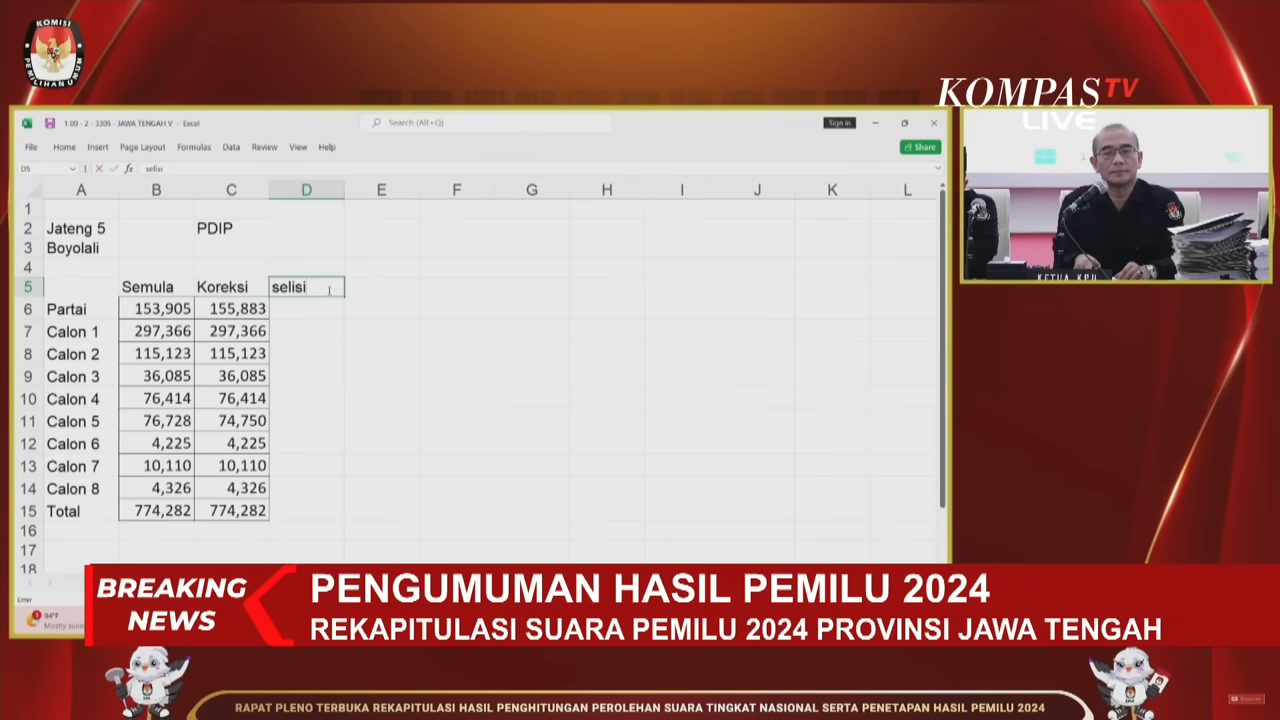 KOMISI
PEMILIHAN UMUM
KOMPASTV
LIVE
1 00 - 2 - 3305 - JAWA TENGAH V - Excel
Search (Alt+Q)
Sign in
File Home Insert Page Layout Formulas Data Review View Help
Share
D5 fx selisi
A B C D E F G H I J K L
1
2 Jateng 5 PDIP
3 Boyolali
4
5 Semula Koreksi selisi
6 Partai 153,905 155,883
7 Calon 1 297,366 297,366
8 Calon 2 115,123 115,123
9 Calon 3 36,085 36,085
10 Calon 4 76,414 76,414
11 Calon 5 76,728 74,750
12 Calon 6 4,225 4,225
13 Calon 7 10,110 10,110
14 Calon 8 4,326 4,326
15 Total 774,282 774,282
16
17
18
Enter
1 94°F
Mostly sunn
KETUA KPU
BREAKING
NEWS
PENGUMUMAN HASIL PEMILU 2024
REKAPITULASI SUARA PEMILU 2024 PROVINSI JAWA TENGAH
RAPAT PLENO TERBUKA REKAPITULASI HASIL PENGHITUNGAN PEROLEHAN SUARA TINGKAT NASIONAL SERTA PENETAPAN HASIL PEMILU 2024